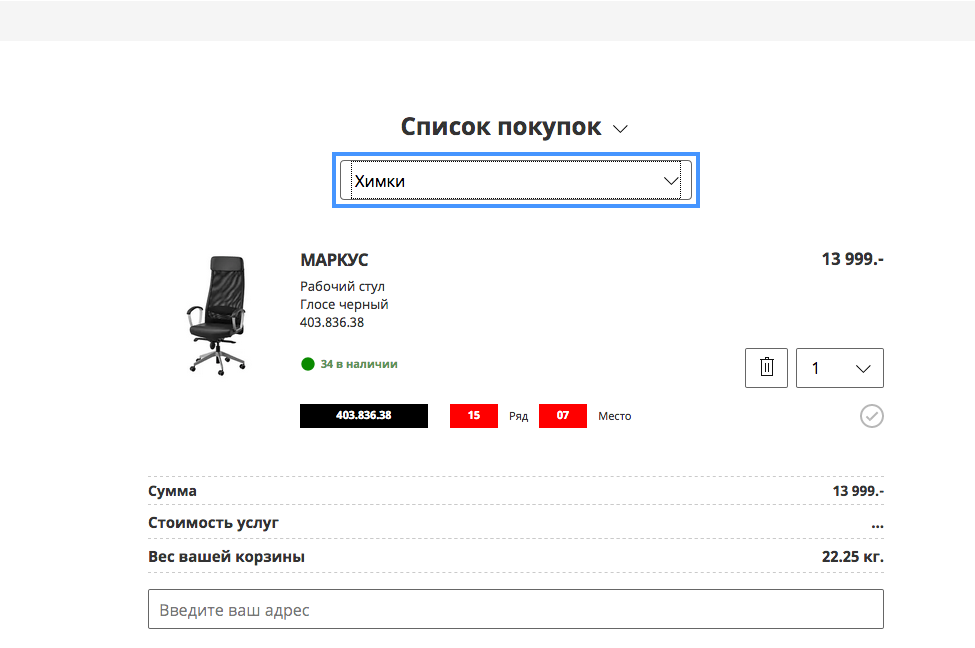 Список покупок
Химки
МАРКУС
13 999.-
Рабочий стул
Глосе черный
403.836.38
34 в наличии
1
403.836.38 15 Ряд 07 Место
Сумма 13 999.-
Стоимость услуг ...
Вес вашей корзины 22.25 кг.
Введите ваш адрес